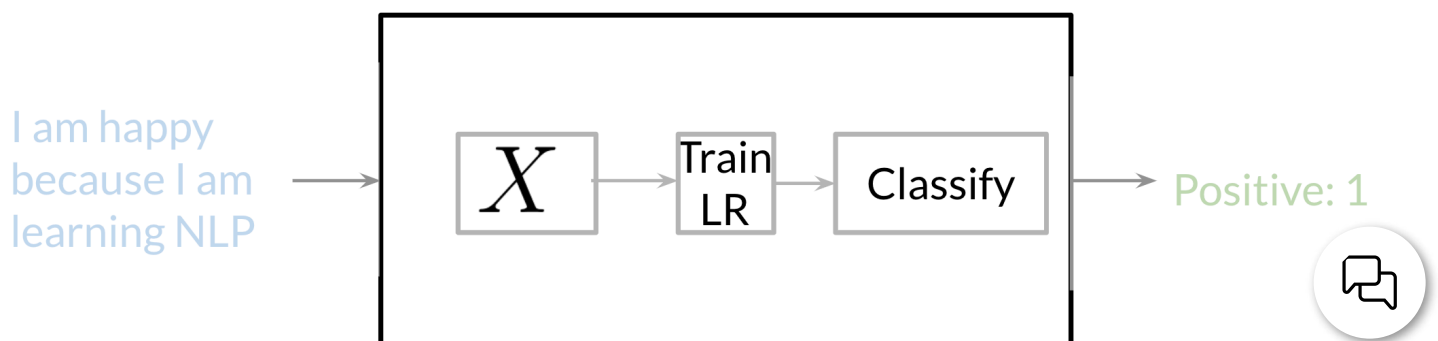 I am happy
because I am
learning NLP
X
Train
LR
Classify
Positive: 1